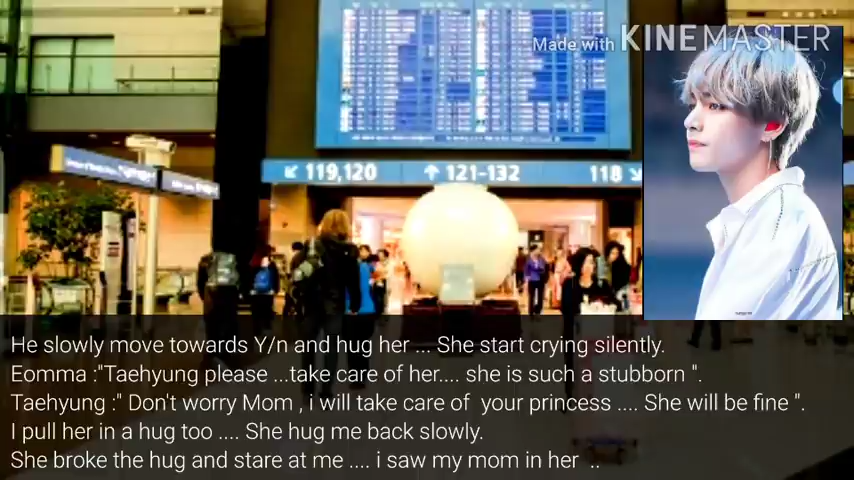 Made with KINEMASTER
119,120
121-132
118
He slowly move towards Y/n and hug her ... She start crying silently.
Eomma :"Taehyung please ...take care of her.... she is such a stubborn ".
Taehyung :" Don't worry Mom , i will take care of  your princess .... She will be fine ".
I pull her in a hug too .... She hug me back slowly.
She broke the hug and stare at me .... i saw my mom in her  ..